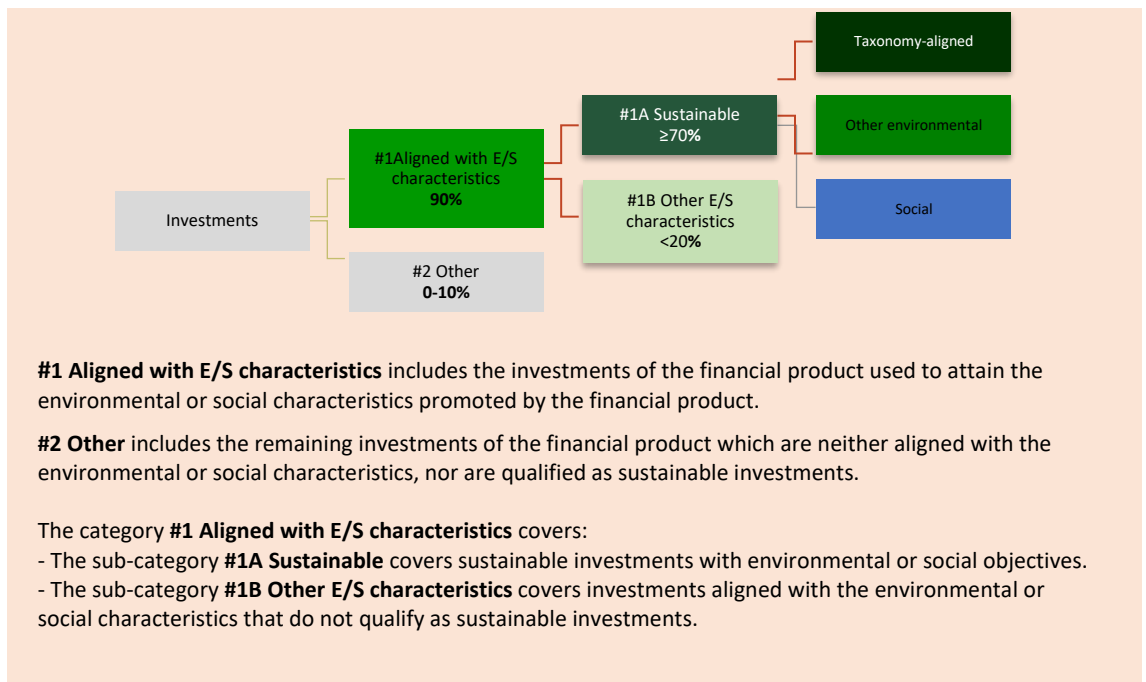 Taxonomy-aligned
#1A Sustainable
≥70%
Other environmental
#1Aligned with E/S
characteristics
90%
Investments
#1B Other E/S
characteristics
<20%
Social
#2 Other
0-10%
#1 Aligned with E/S characteristics includes the investments of the financial product used to attain the
environmental or social characteristics promoted by the financial product.
#2 Other includes the remaining investments of the financial product which are neither aligned with the
environmental or social characteristics, nor are qualified as sustainable investments.
The category #1 Aligned with E/S characteristics covers:
- The sub-category #1A Sustainable covers sustainable investments with environmental or social objectives.
- The sub-category #1B Other E/S characteristics covers investments aligned with the environmental or
social characteristics that do not qualify as sustainable investments.